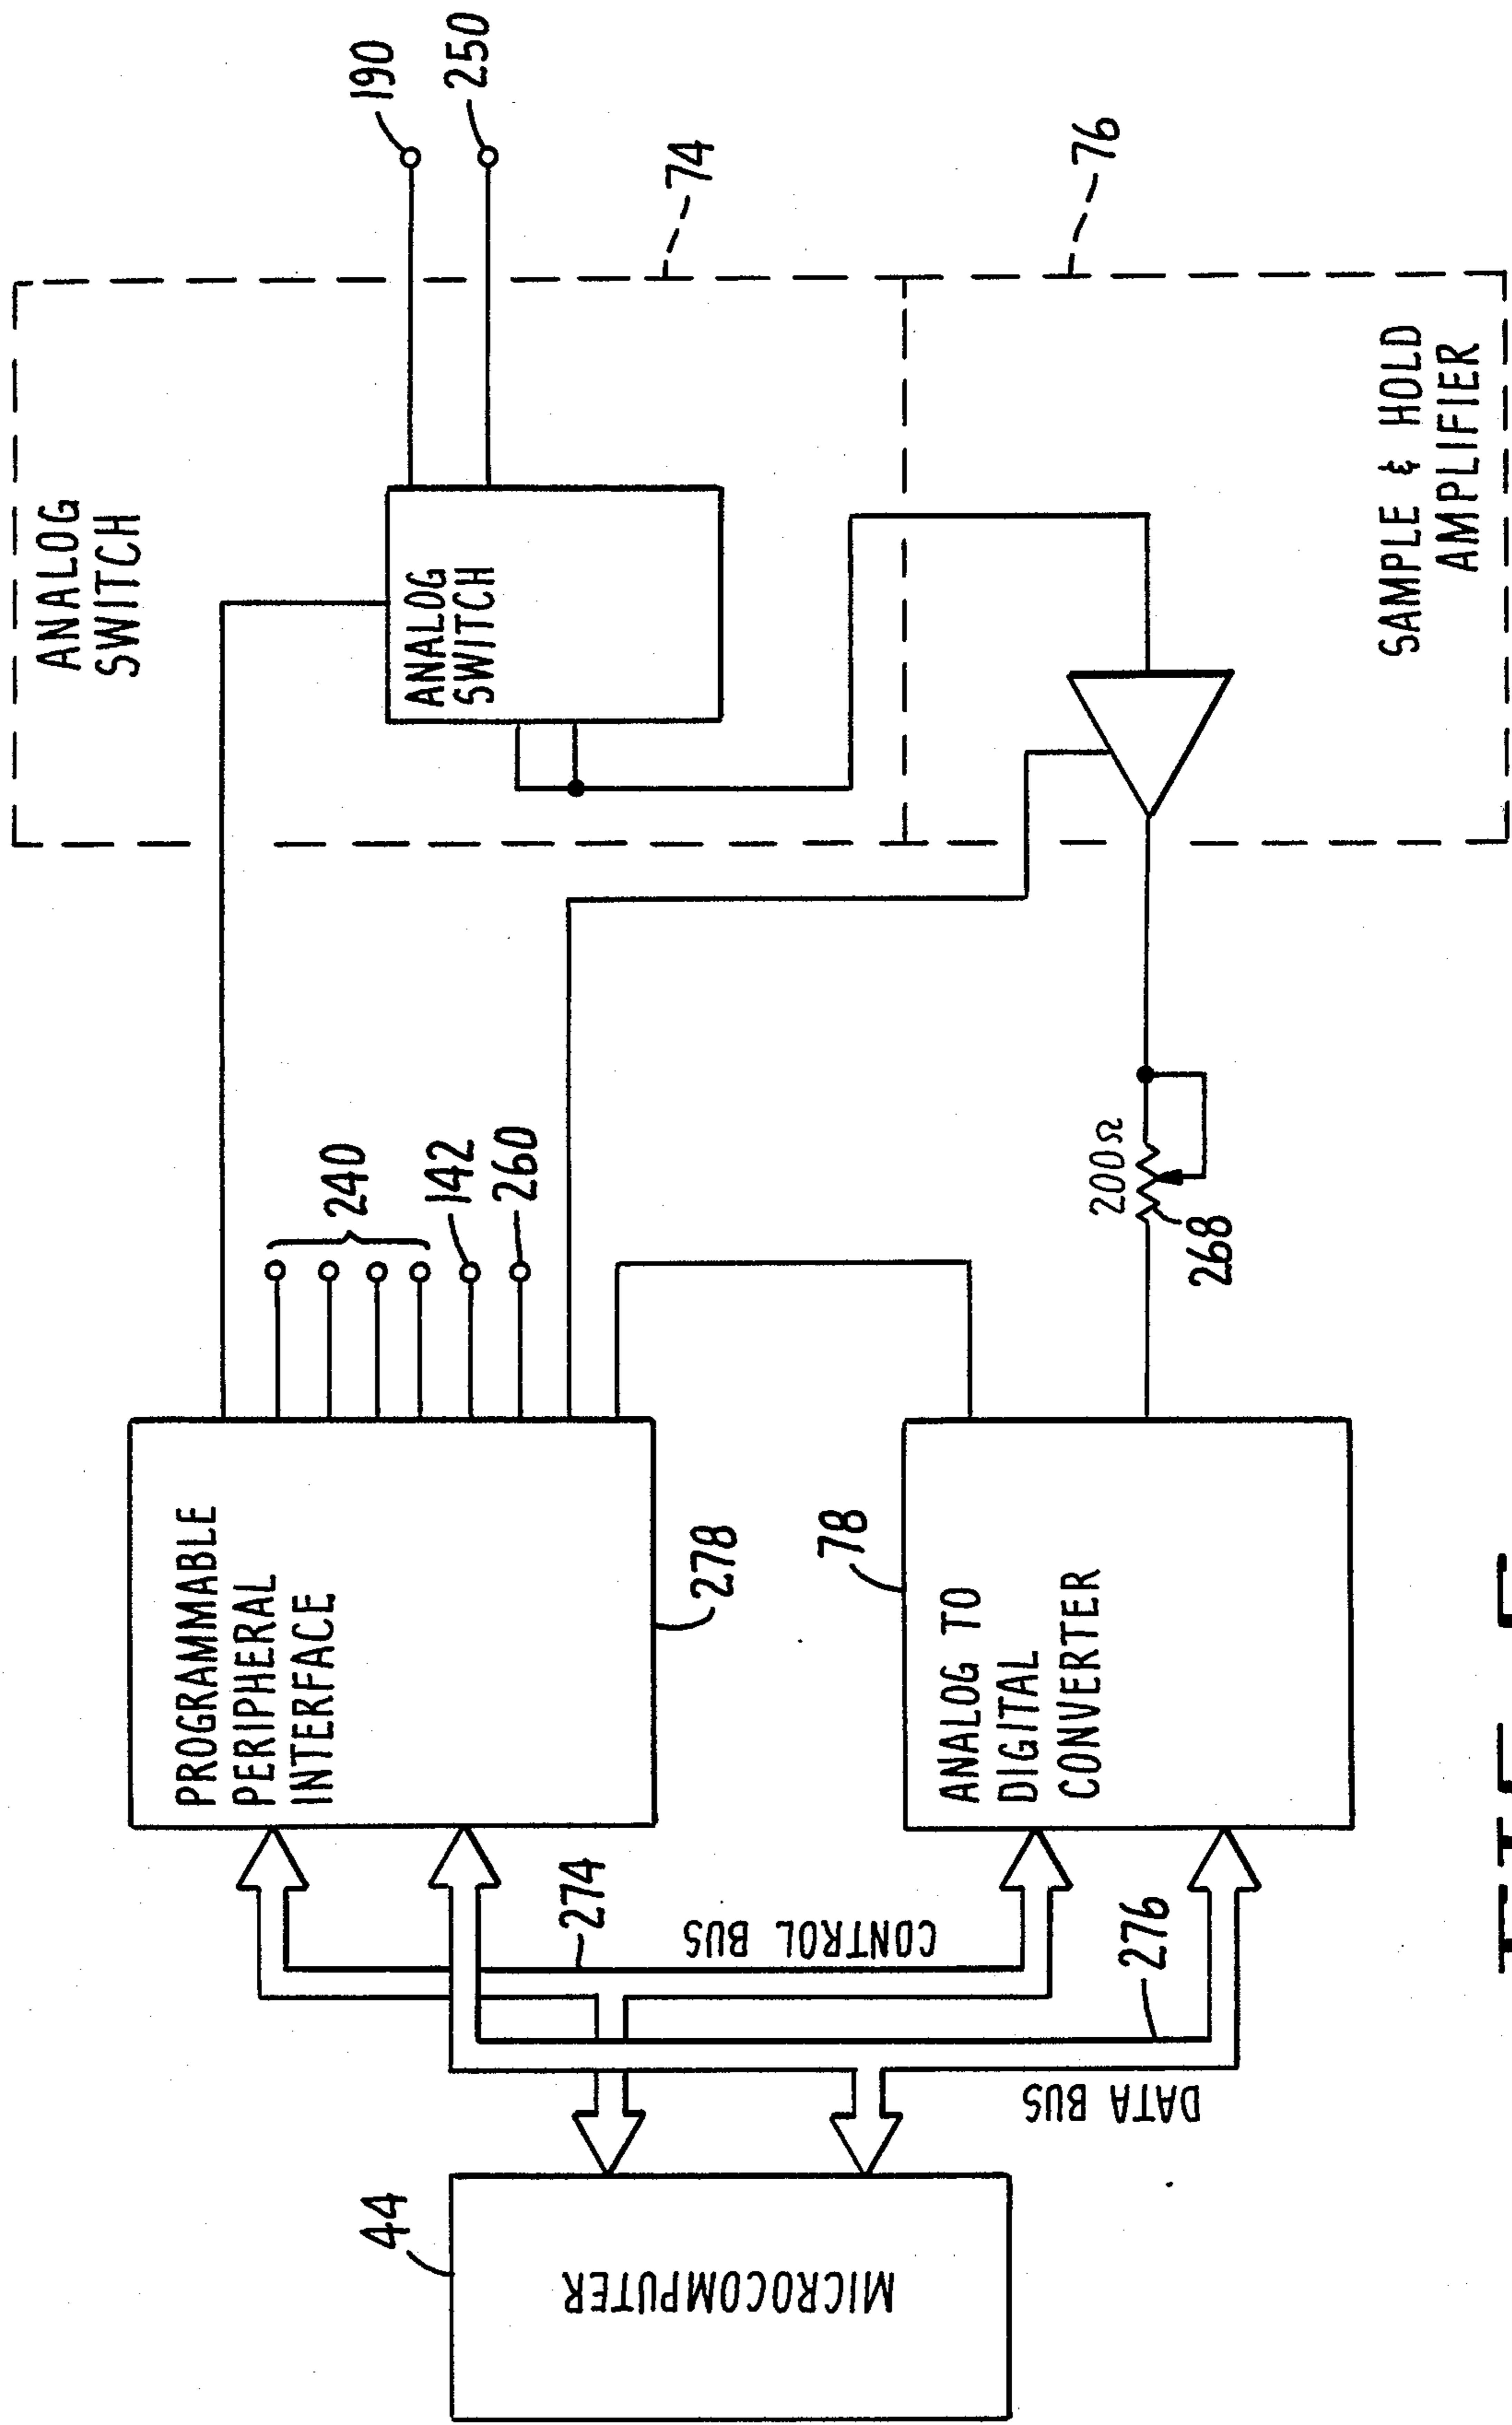 ANALOG
SWITCH
190
250
74
ANALOG
SWITCH
76
SAMPLE & HOLD
AMPLIFIER
240
142
260
200Ω
268
PROGRAMMABLE
PERIPHERAL
INTERFACE
278
78
ANALOG TO
DIGITAL
CONVERTER
274
CONTROL BUS
276
DATA BUS
44
MICROCOMPUTER